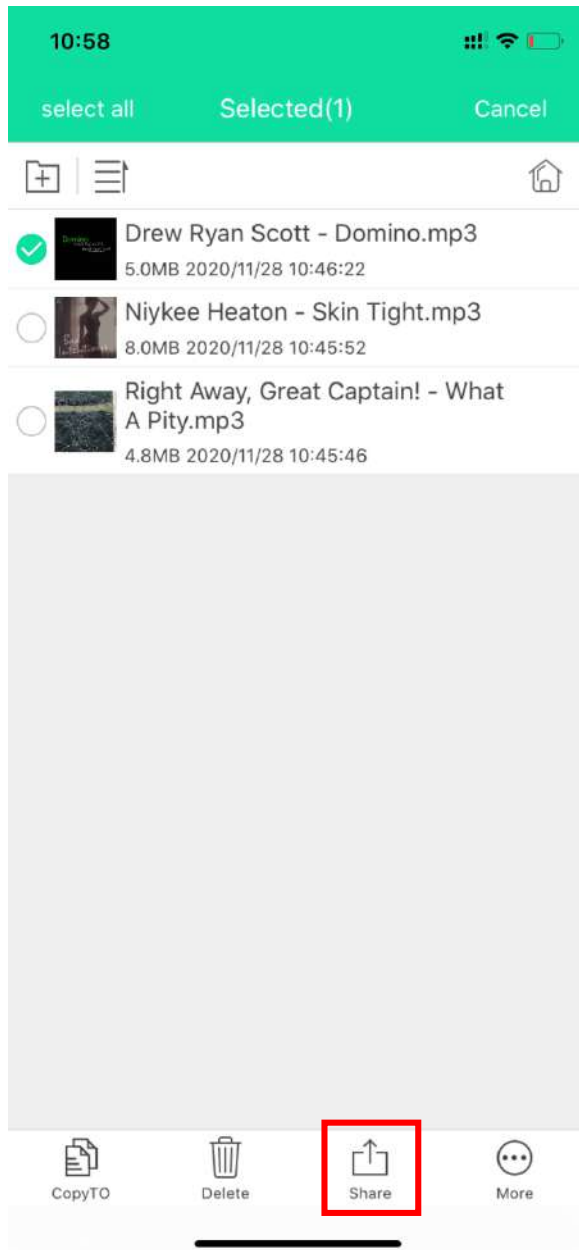 10:58
select all Selected(1) Cancel
Drew Ryan Scott - Domino.mp3
5.0MB 2020/11/28 10:46:22
Niykee Heaton - Skin Tight.mp3
8.0MB 2020/11/28 10:45:52
Right Away, Great Captain! - What
A Pity.mp3
4.8MB 2020/11/28 10:45:46
CopyTO Delete Share More